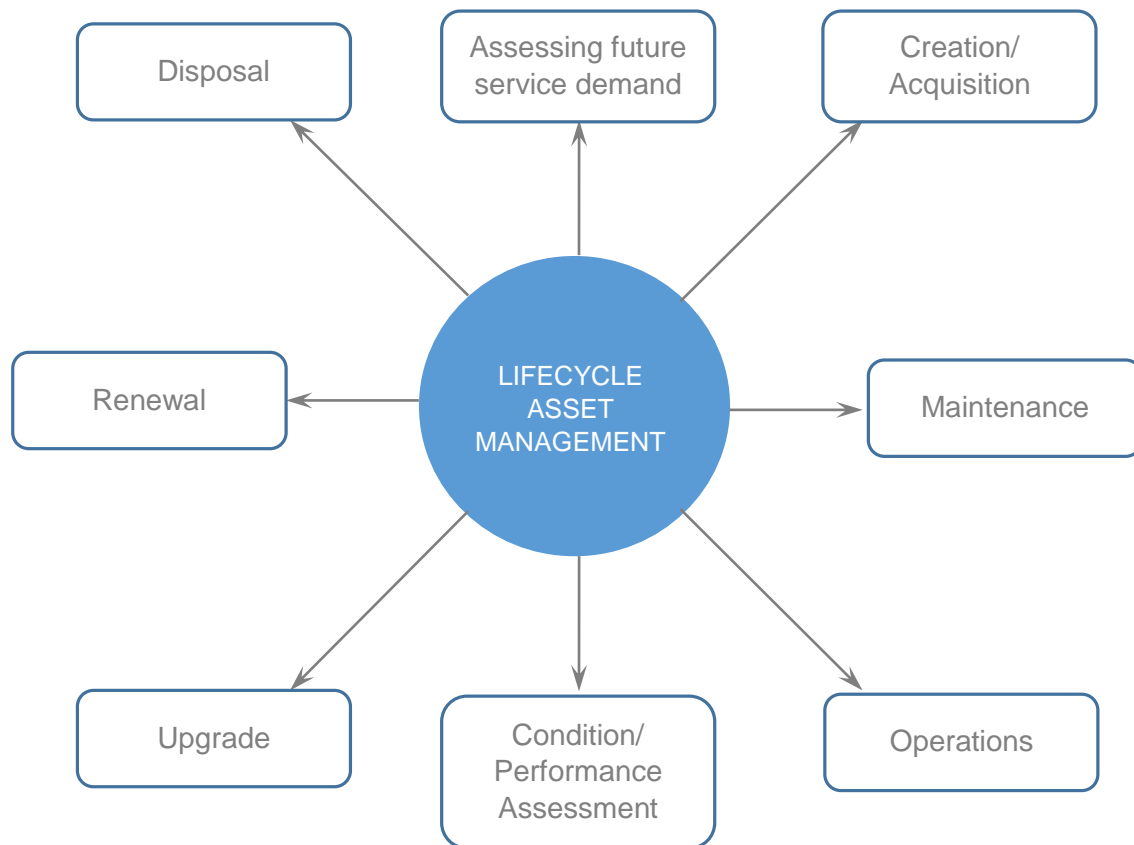 Disposal
Assessing future
service demand
Creation/
Acquisition
Renewal
LIFECYCLE
ASSET
MANAGEMENT
Maintenance
Upgrade
Condition/
Performance
Assessment
Operations